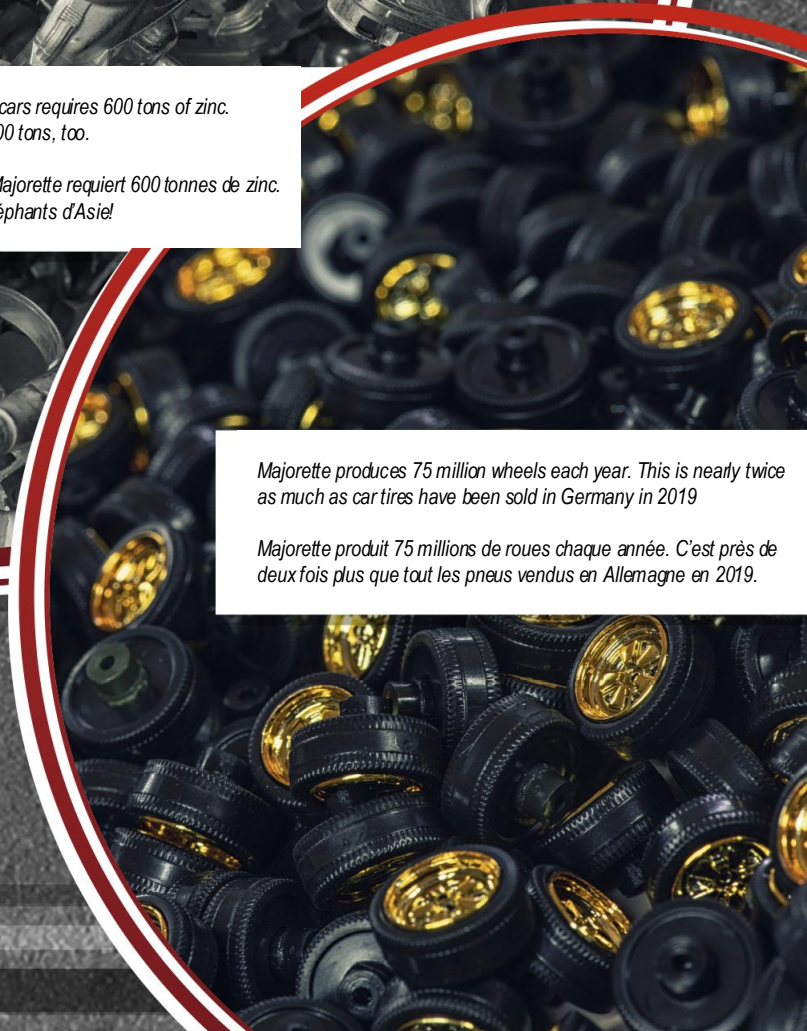 cars requires 600 tons of zinc.
00 tons, too.
Majorette requiert 600 tonnes de zinc.
éphants d'Asie!
Majorette produces 75 million wheels each year. This is nearly twice
as much as car tires have been sold in Germany in 2019
Majorette produit 75 millions de roues chaque année. C'est près de
deux fois plus que tout les pneus vendus en Allemagne en 2019.